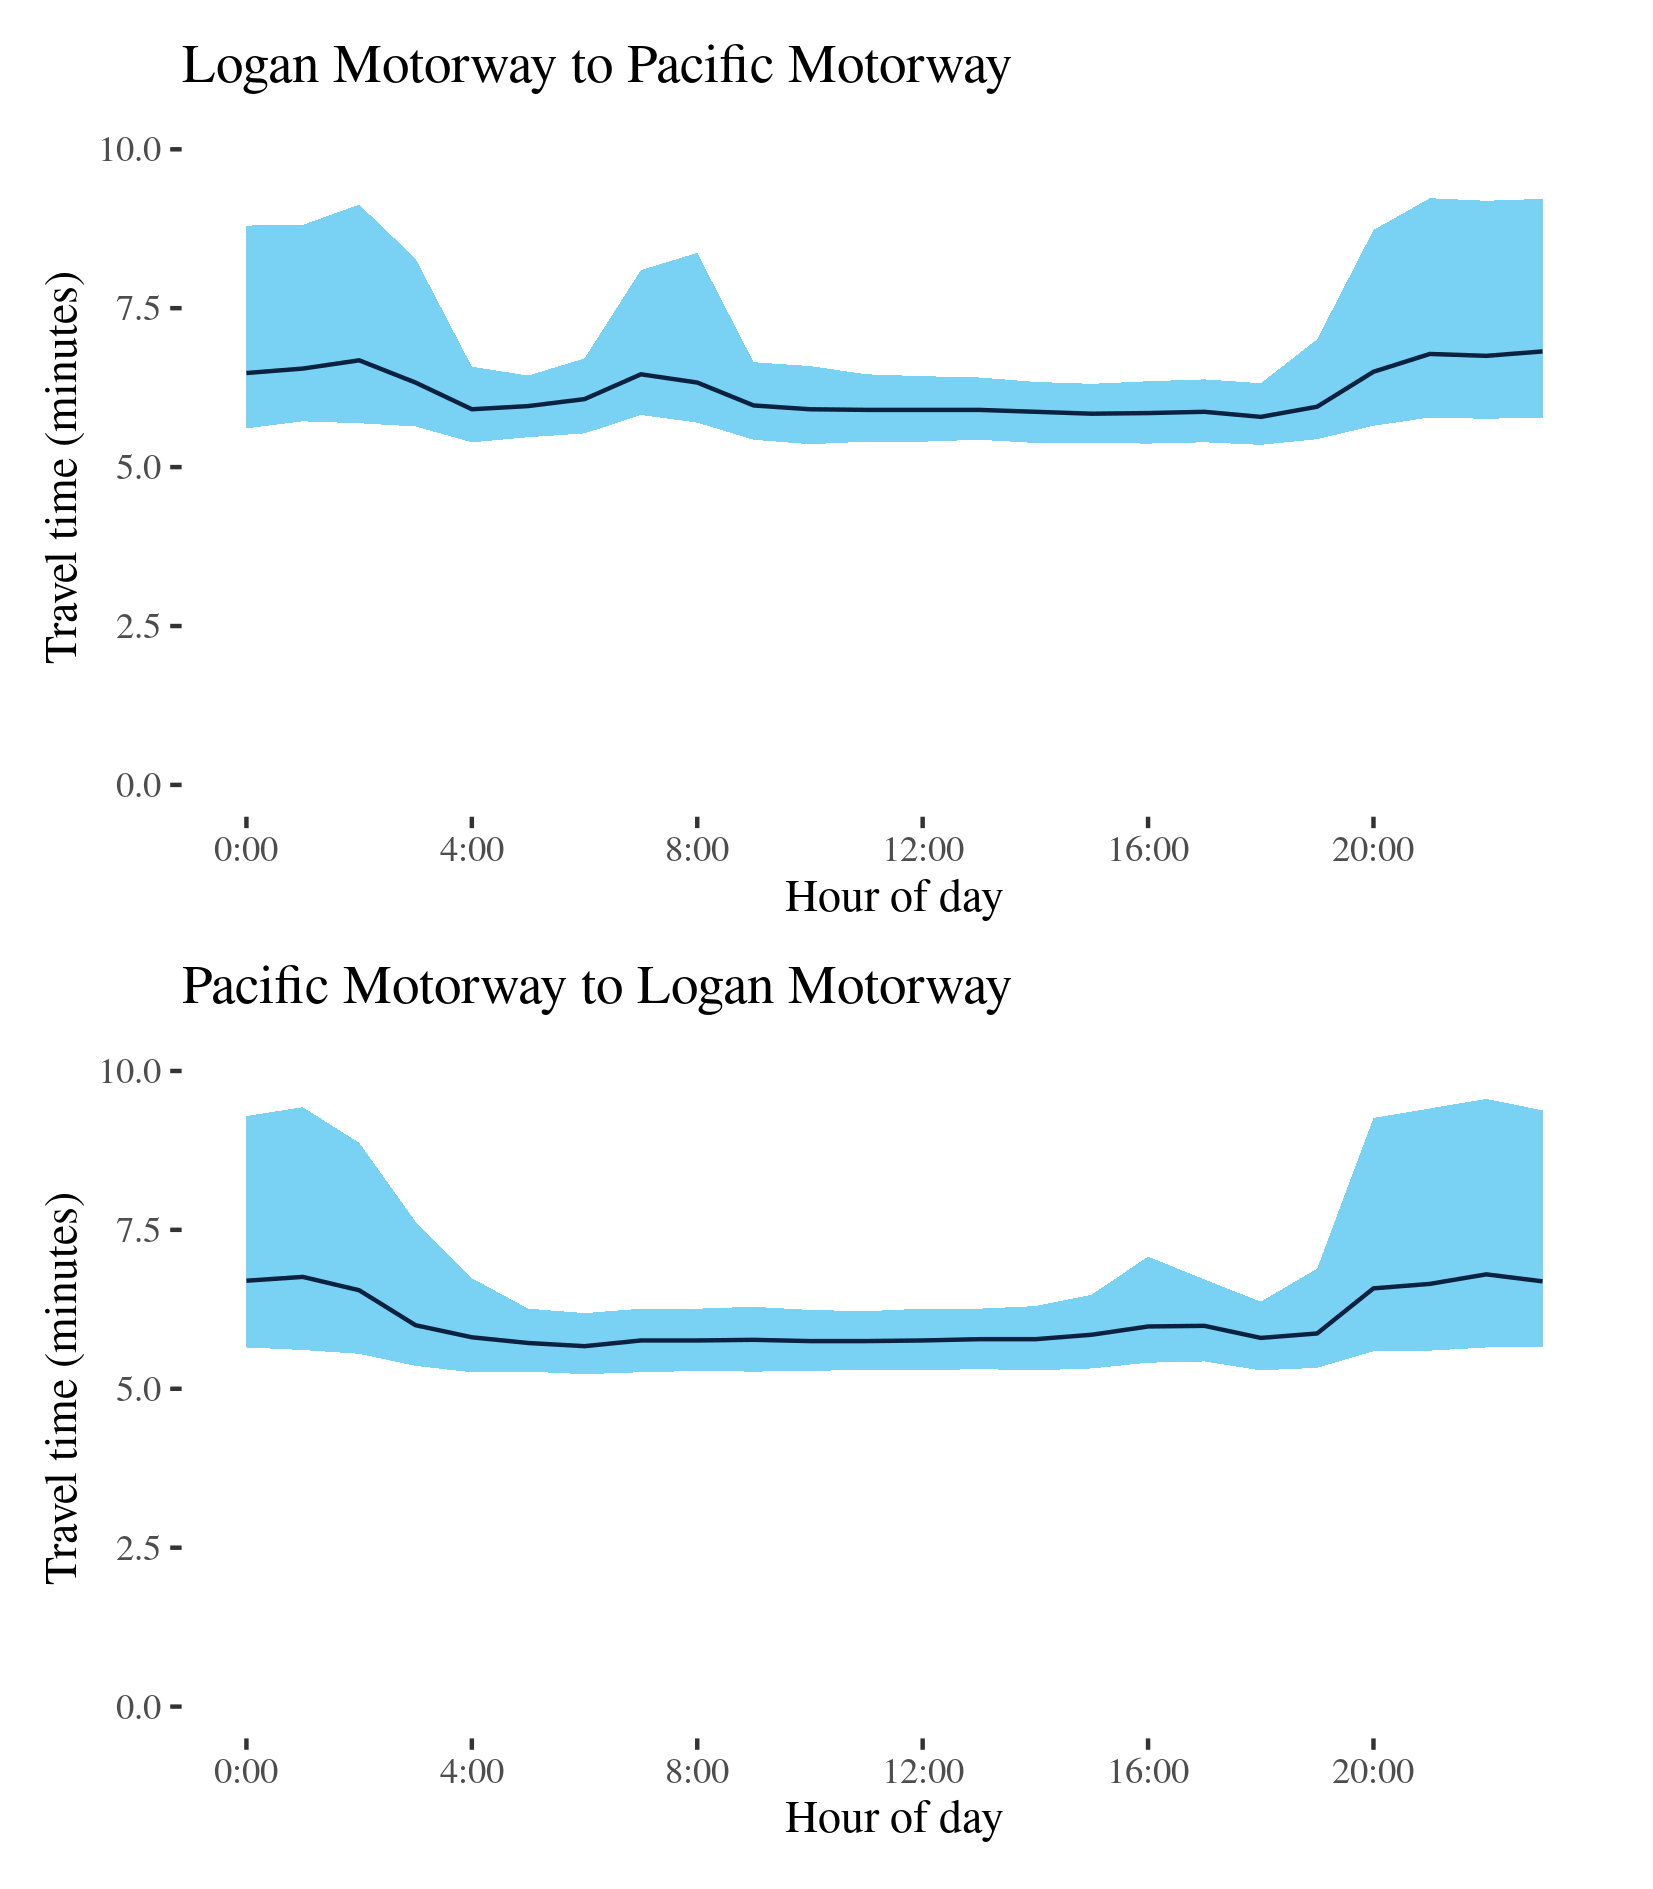 Logan Motorway to Pacific Motorway
10.0
7.5
5.0
2.5
0.0
Travel time (minutes)
0:00 4:00 8:00 12:00 16:00 20:00
Hour of day
Pacific Motorway to Logan Motorway
10.0
7.5
5.0
2.5
0.0
Travel time (minutes)
0:00 4:00 8:00 12:00 16:00 20:00
Hour of day